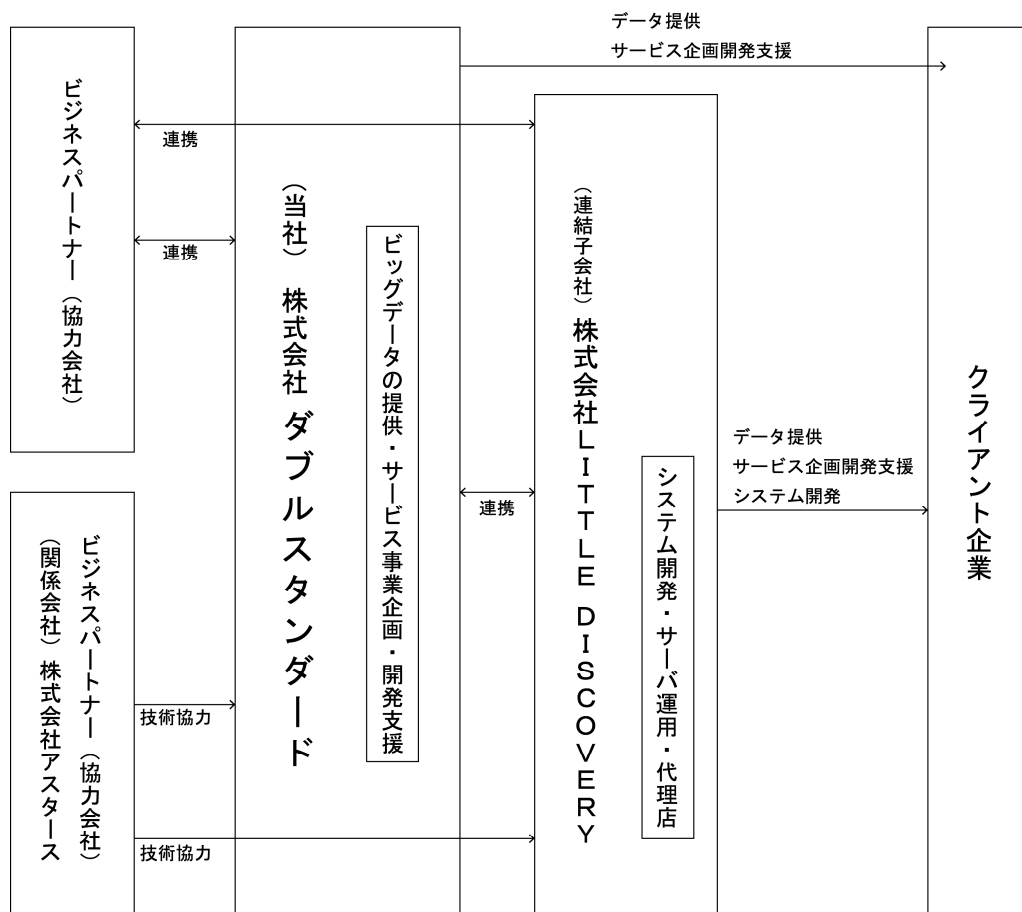 データ提供
サービス企画開発支援
ビジネスパートナー（協力会社）
連携
連携
（当社） 株式会社 ダブルスタンダード
ビッグデータの提供・サービス事業企画・開発支援
（連結子会社）株式会社LITTLE DISCOVERY
システム開発・サーバ運用・代理店
連携
データ提供
サービス企画開発支援
システム開発
クライアント企業
ビジネスパートナー（協力会社）
（関係会社）株式会社アスタース
技術協力
技術協力